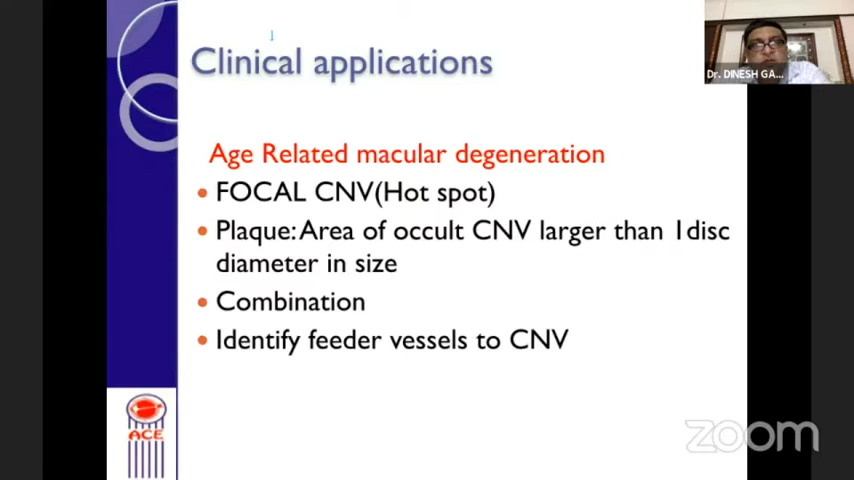 Clinical applications
Dr. DINESH GA...
Age Related macular degeneration
• FOCAL CNV(Hot spot)
• Plaque: Area of occult CNV larger than 1disc
diameter in size
• Combination
• Identify feeder vessels to CNV
ACE
zoom